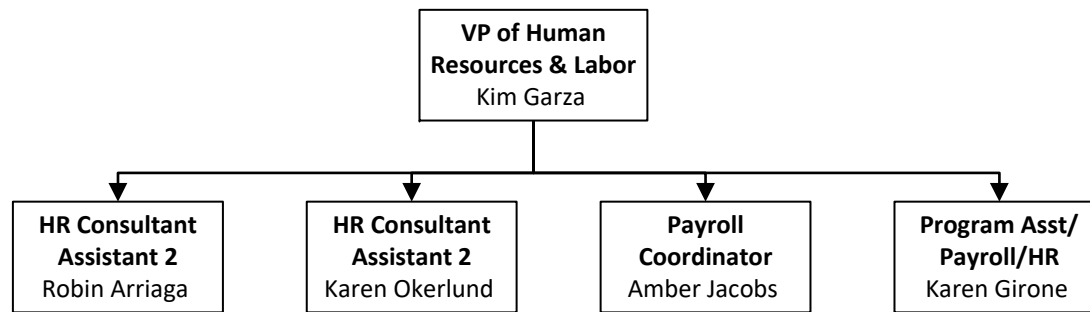 VP of Human
Resources & Labor
Kim Garza
HR Consultant
Assistant 2
Robin Arriaga
HR Consultant
Assistant 2
Karen Okerlund
Payroll
Coordinator
Amber Jacobs
Program Asst/
Payroll/HR
Karen Girone